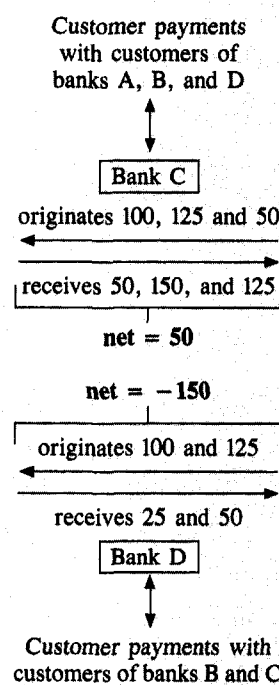 Customer payments
with customers of
banks A, B, and D
Bank C
originates 100, 125 and 50
receives 50, 150, and 125
net = 50
net = −150
originates 100 and 125
receives 25 and 50
Bank D
Customer payments with
customers of banks B and C